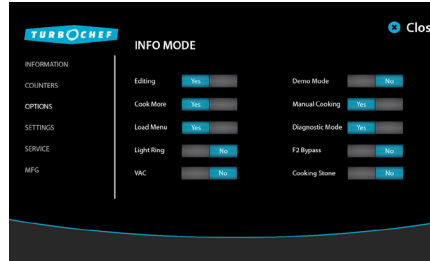 TURBOCHEF
Clos
INFO MODE
INFORMATION
COUNTERS
OPTIONS
SETTINGS
SERVICE
MFG
Editing Yes Demo Mode No
Cook More Yes Manual Cooking Yes
Load Menu Yes Diagnostic Mode Yes
Light Ring No F2 Bypass No
VAC No Cooking Stone No